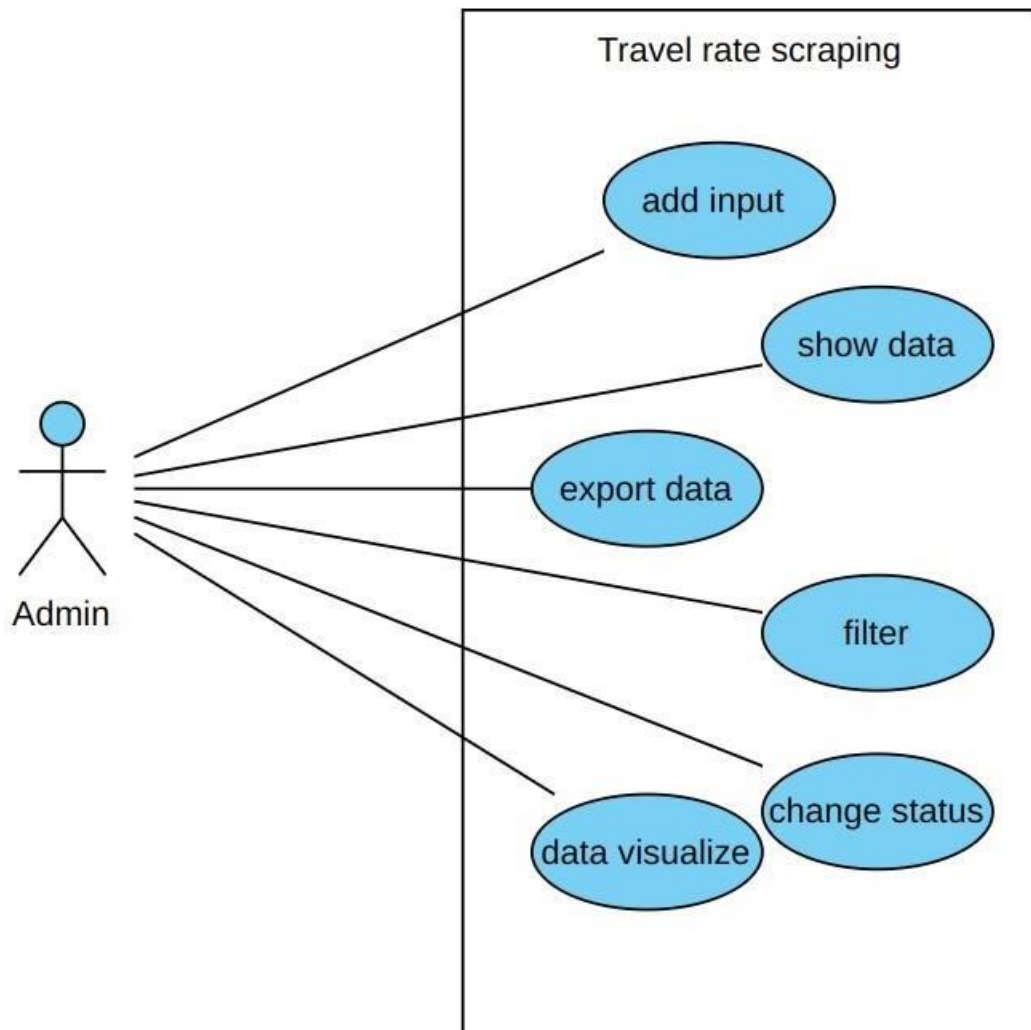 Travel rate scraping
add input
show data
export data
filter
Admin
change status
data visualize